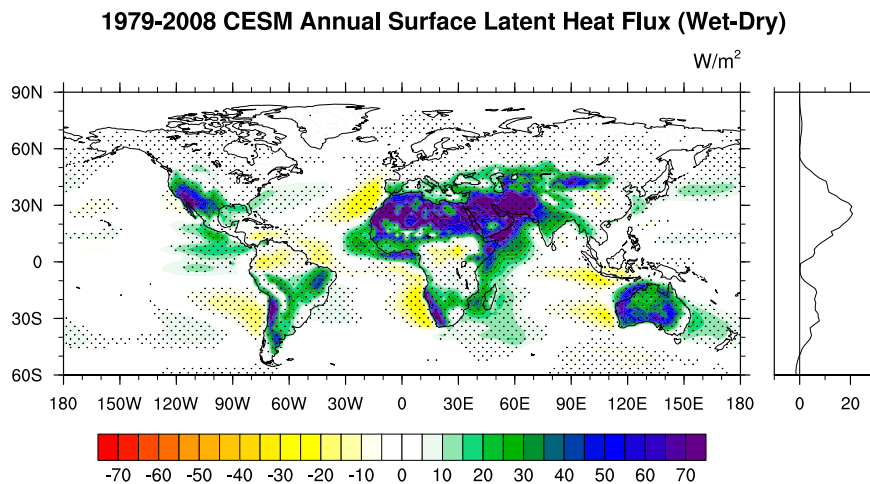 1979-2008 CESM Annual Surface Latent Heat Flux (Wet-Dry)
W/m2
90N
60N
30N
0
30S
60S
180 150W 120W 90W 60W 30W 0 30E 60E 90E 120E 150E 180
0 20
-70 -60 -50 -40 -30 -20 -10 0 10 20 30 40 50 60 70